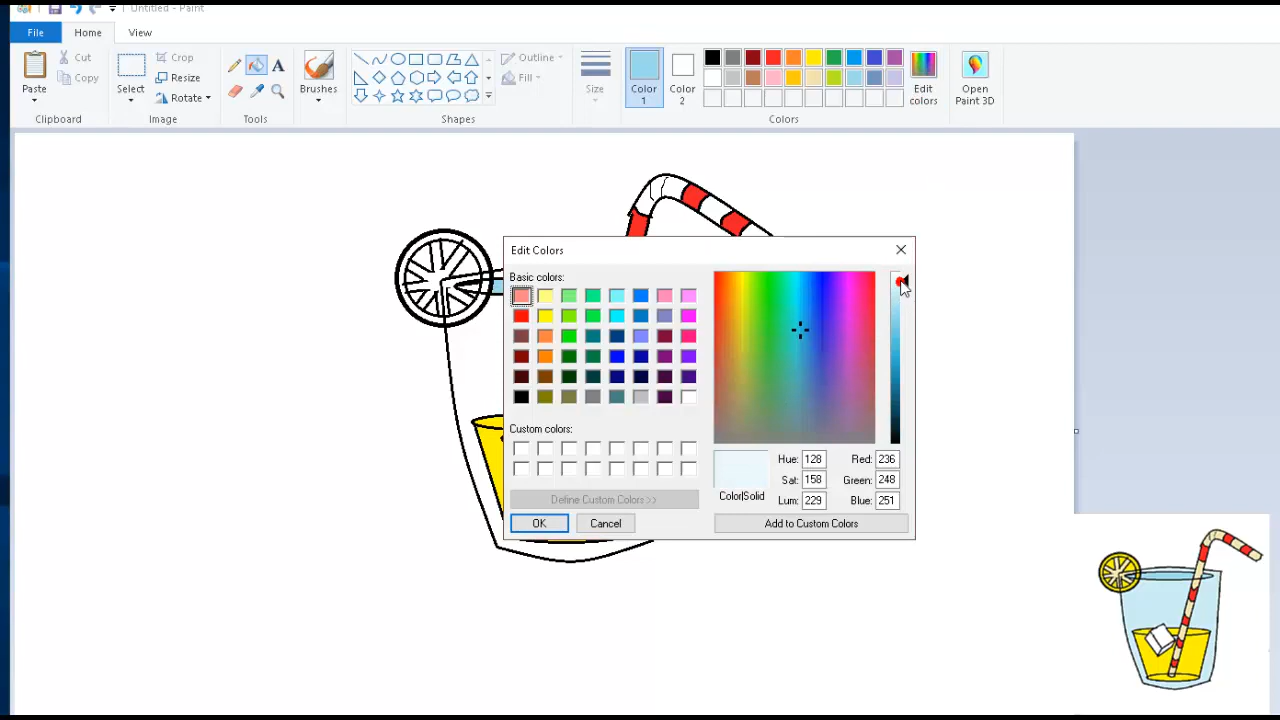 Untitled - Paint
File
Home
View
Paste
Cut
Copy
Clipboard
Select
Crop
Resize
Rotate
Image
A
Tools
Brushes
Shapes
Outline
Fill
Size
Color
1
Color
2
Edit
colors
Colors
Open
Paint 3D
Edit Colors
Basic colors:
Custom colors:
Define Custom Colors >>
OK
Cancel
Color|Solid
Hue: 128
Sat: 158
Lum: 229
Red: 236
Green: 248
Blue: 251
Add to Custom Colors